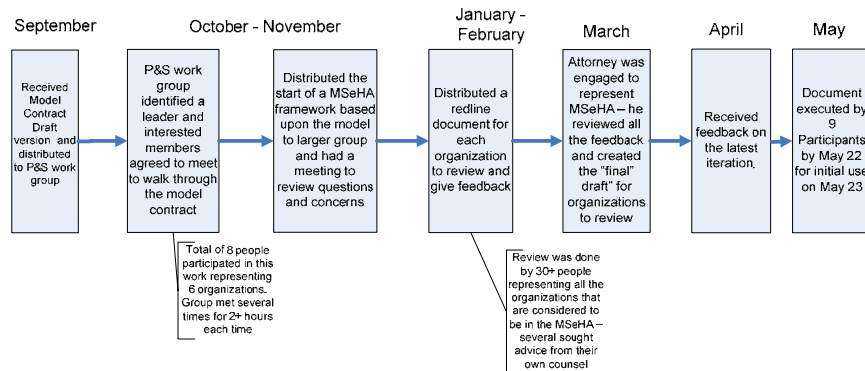 September
October - November
January -
February
March
April
May
Received
Model
Contract
Draft
version and
distributed
to P&S work
group
P&S work
group
identified a
leader and
interested
members
agreed to meet
to walk through
the model
contract
Distributed the
start of a MSeHA
framework based
upon the model
to larger group
and had a
meeting to
review questions
and concerns
Distributed a
redline
document for
each
organization
to review and
give feedback
Attorney was
engaged to
represent
MSeHA – he
reviewed all
the feedback
and created
the "final"
draft" for
organizations
to review
Received
feedback on
the latest
iteration.
Document
executed by
9
Participants
by May 22
for initial use
on May 23
Total of 8 people
participated in this
work representing
6 organizations.
Group met several
times for 2+ hours
each time
Review was done
by 30+ people
representing all the
organizations that
are considered to
be in the MSeHA –
several sought
advice from their
own counsel